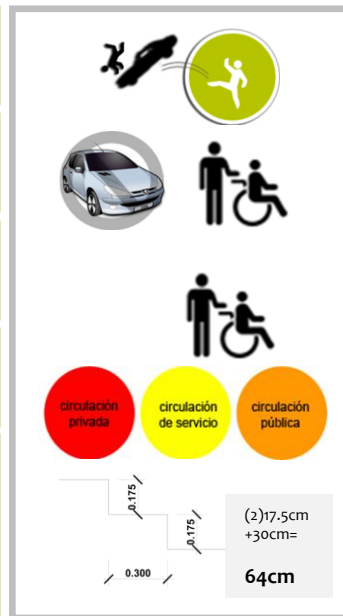 circulación
privada
circulación
de servicio
circulación
pública
0.175
0.175
0.300
(2)17.5cm
+30cm=
64cm